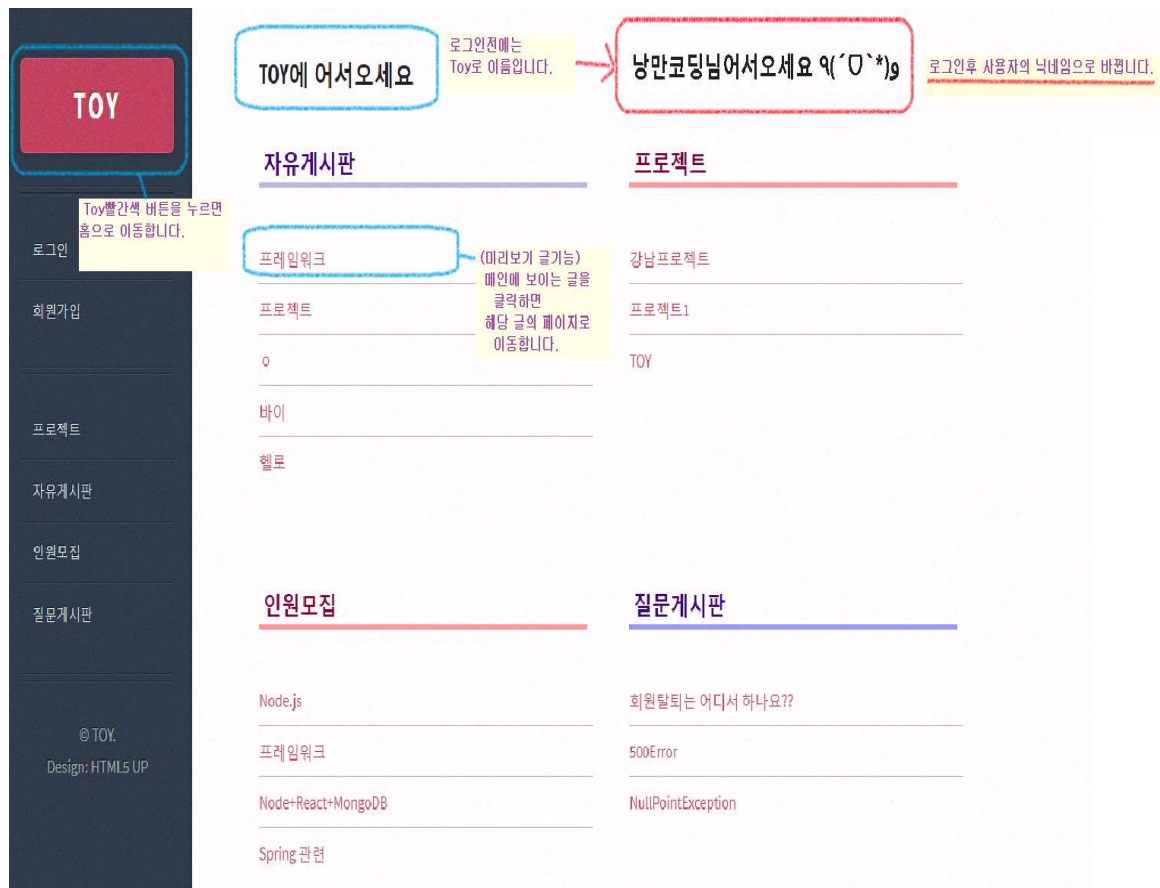 TOY
Toy빨간색 버튼을 누르면
홈으로 이동합니다.
로그인
회원가입
프로젝트
자유게시판
인원모집
질문게시판
© TOY.
Design: HTML5 UP
TOY에 어서오세요
로그인전에는
Toy로 이름입니다.
낭만코딩님어서오세요 ٩(ˊᗜˋ*)و
로그인후 사용자의 닉네임으로 바뀝니다.
자유게시판
프레임워크
프로젝트
ㅇ
바이
헬로
(미리보기 글기능)
메인에 보이는 글을
클릭하면
해당 글의 페이지로
이동합니다.
프로젝트
강남프로젝트
프로젝트1
TOY
인원모집
Node.js
프레임워크
Node+React+MongoDB
Spring 관련
질문게시판
회원탈퇴는 어디서 하나요??
500Error
NullPointException